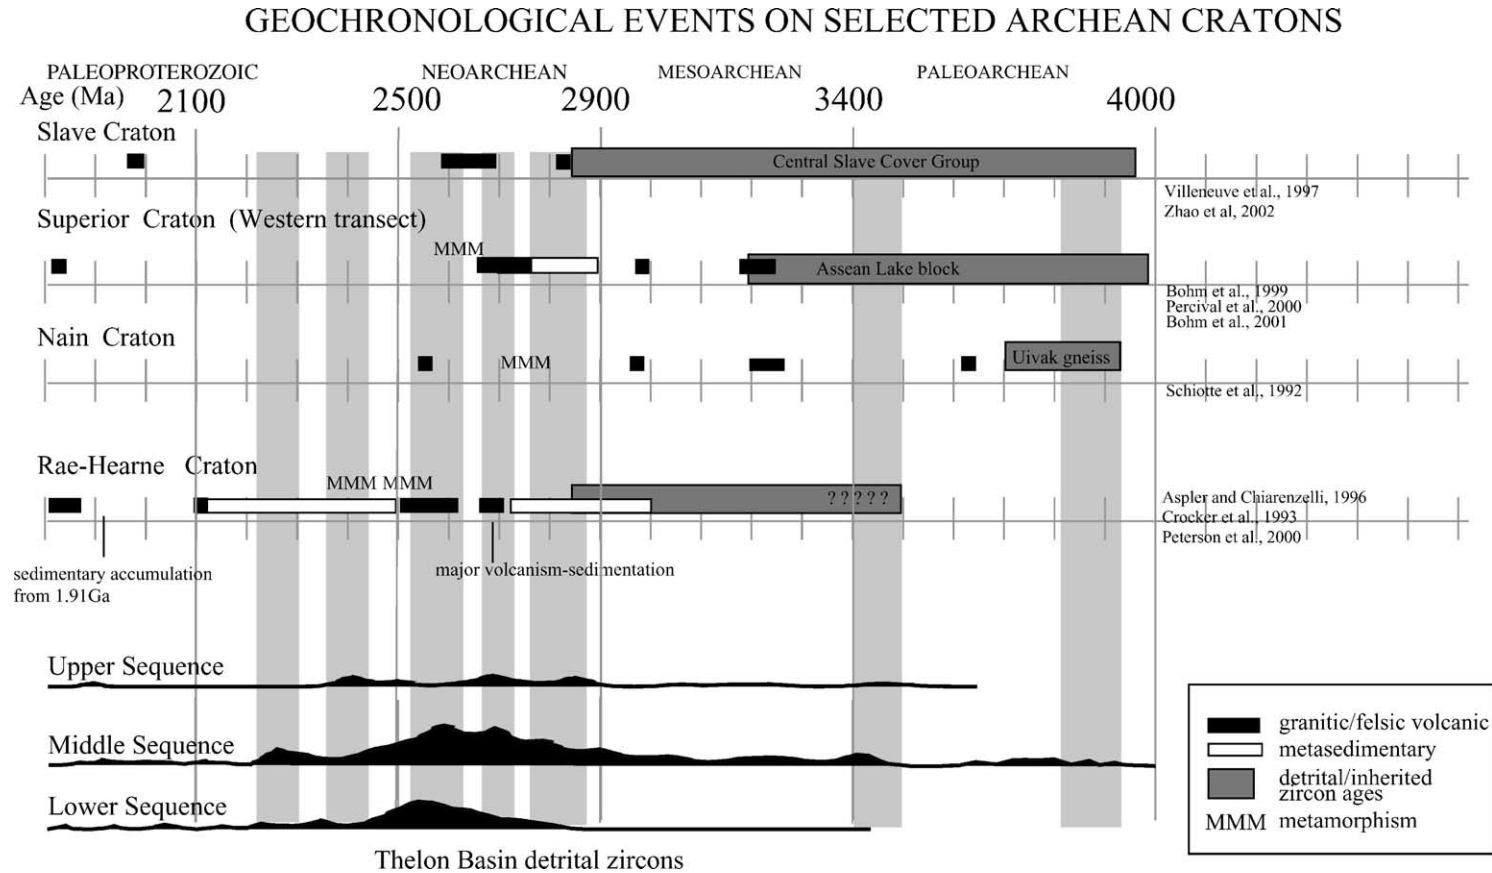 GEOCHRONOLOGICAL EVENTS ON SELECTED ARCHEAN CRATONS
PALEOPROTEROZOIC NEOARCHEAN MESOARCHEAN PALEOARCHEAN
Age (Ma) 2100 2500 2900 3400 4000
Slave Craton
Central Slave Cover Group
Villeneuve et al., 1997
Zhao et al, 2002
Superior Craton (Western transect)
MMM
Assean Lake block
Bohm et al., 1999
Percival et al., 2000
Bohm et al., 2001
Nain Craton
MMM
Uivak gneiss
Schiotte et al., 1992
Rae-Hearne Craton
MMM MMM
? ? ? ? ?
Aspler and Chiarenzelli, 1996
Crocker et al., 1993
Peterson et al., 2000
sedimentary accumulation
from 1.91Ga
major volcanism-sedimentation
Upper Sequence
Middle Sequence
Lower Sequence
Thelon Basin detrital zircons
granitic/felsic volcanic
metasedimentary
detrital/inherited
zircon ages
MMM metamorphism